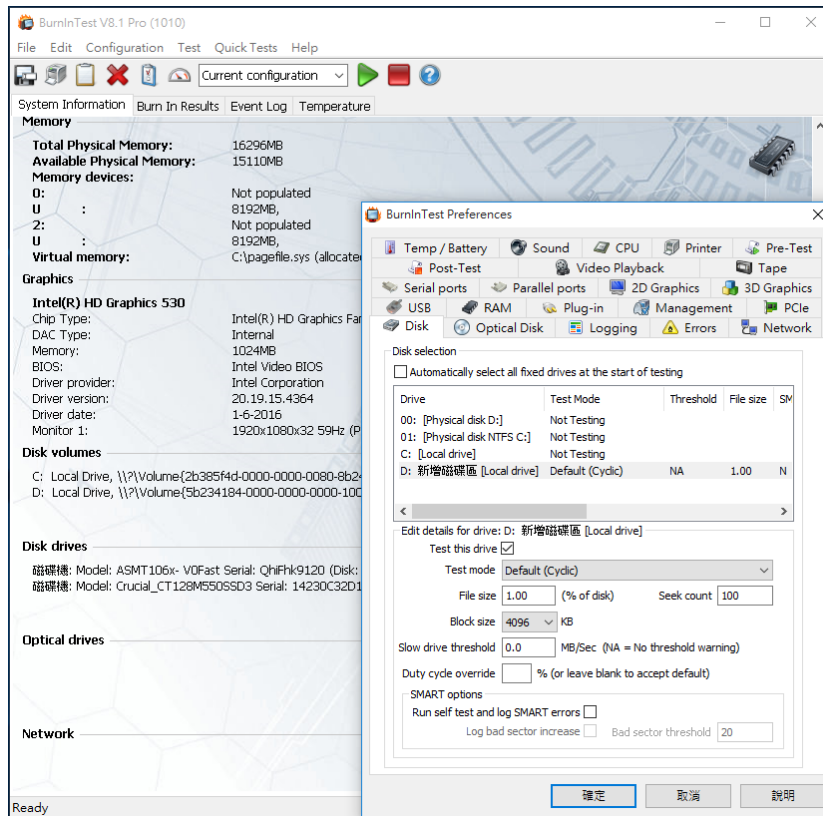 BurnInTest V8.1 Pro (1010)
File Edit Configuration Test Quick Tests Help
Current configuration
System Information Burn In Results Event Log Temperature
Memory
Total Physical Memory: 16296MB
Available Physical Memory: 15110MB
Memory devices:
0: Not populated
U : 8192MB,
2: Not populated
U : 8192MB,
Virtual memory: C:\pagefile.sys (allocate
Graphics
Intel(R) HD Graphics 530
Chip Type: Intel(R) HD Graphics Fam
DAC Type: Internal
Memory: 1024MB
BIOS: Intel Video BIOS
Driver provider: Intel Corporation
Driver version: 20.19.15.4364
Driver date: 1-6-2016
Monitor 1: 1920x1080x32 59Hz (P
Disk volumes
C: Local Drive, \\?\Volume{2b385f4d-0000-0000-0080-8b24
D: Local Drive, \\?\Volume{5b234184-0000-0000-0000-100
Disk drives
磁碟機: Model: ASMT106x- V0Fast Serial: QhiFhk9120 (Disk:
磁碟機: Model: Crucial_CT128M550SSD3 Serial: 14230C32D1
Optical drives
Network
Ready
BurnInTest Preferences
Temp / Battery Sound CPU Printer Pre-Test
Post-Test Video Playback Tape
Serial ports Parallel ports 2D Graphics 3D Graphics
USB RAM Plug-in Management PCIe
Disk Optical Disk Logging Errors Network
Disk selection
Automatically select all fixed drives at the start of testing
Drive Test Mode Threshold File size SM
00: [Physical disk D:] Not Testing
01: [Physical disk NTFS C:] Not Testing
C: [Local drive] Not Testing
D: 新增磁碟區 [Local drive] Default (Cyclic) NA 1.00 N
Edit details for drive: D: 新增磁碟區 [Local drive]
Test this drive
Test mode Default (Cyclic)
File size 1.00 (% of disk) Seek count 100
Block size 4096 KB
Slow drive threshold 0.0 MB/Sec (NA = No threshold warning)
Duty cycle override % (or leave blank to accept default)
SMART options
Run self test and log SMART errors
Log bad sector increase Bad sector threshold 20
確定 取消 說明